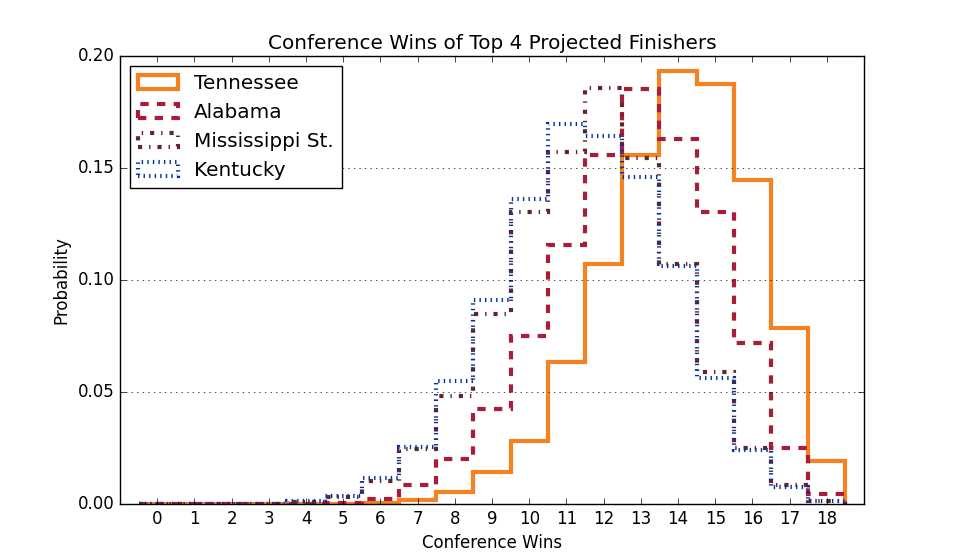 Conference Wins of Top 4 Projected Finishers
0.20
0.15
0.10
0.05
0.00
Probability
Tennessee
Alabama
Mississippi St.
Kentucky
0 1 2 3 4 5 6 7 8 9 10 11 12 13 14 15 16 17 18
Conference Wins